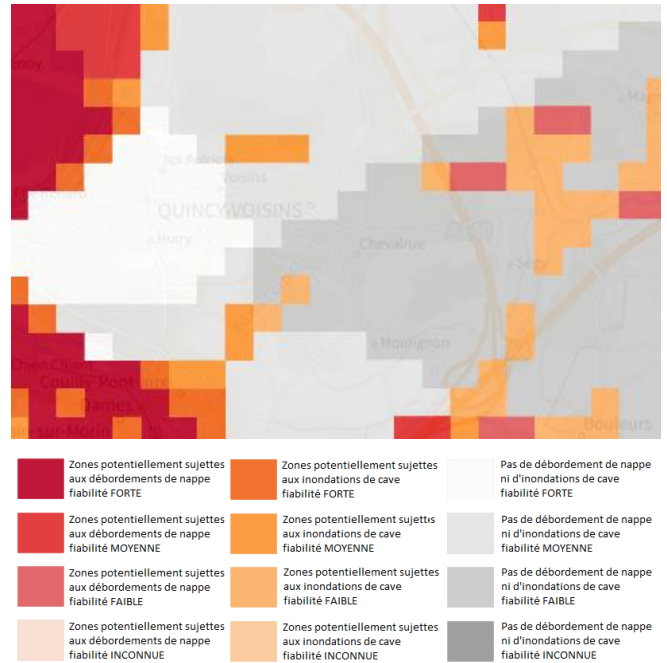 Voisins
QUINCY-VOISINS
Huiry
Chevalrue
Moulignon
Couilly-Pont-aux-
Dames
Bouleurs
Zones potentiellement sujettes
aux débordements de nappe
fiabilité FORTE
Zones potentiellement sujettes
aux inondations de cave
fiabilité FORTE
Pas de débordement de nappe
ni d'inondations de cave
fiabilité FORTE
Zones potentiellement sujettes
aux débordements de nappe
fiabilité MOYENNE
Zones potentiellement sujettes
aux inondations de cave
fiabilité MOYENNE
Pas de débordement de nappe
ni d'inondations de cave
fiabilité MOYENNE
Zones potentiellement sujettes
aux débordements de nappe
fiabilité FAIBLE
Zones potentiellement sujettes
aux inondations de cave
fiabilité FAIBLE
Pas de débordement de nappe
ni d'inondations de cave
fiabilité FAIBLE
Zones potentiellement sujettes
aux débordements de nappe
fiabilité INCONNUE
Zones potentiellement sujettes
aux inondations de cave
fiabilité INCONNUE
Pas de débordement de nappe
ni d'inondations de cave
fiabilité INCONNUE